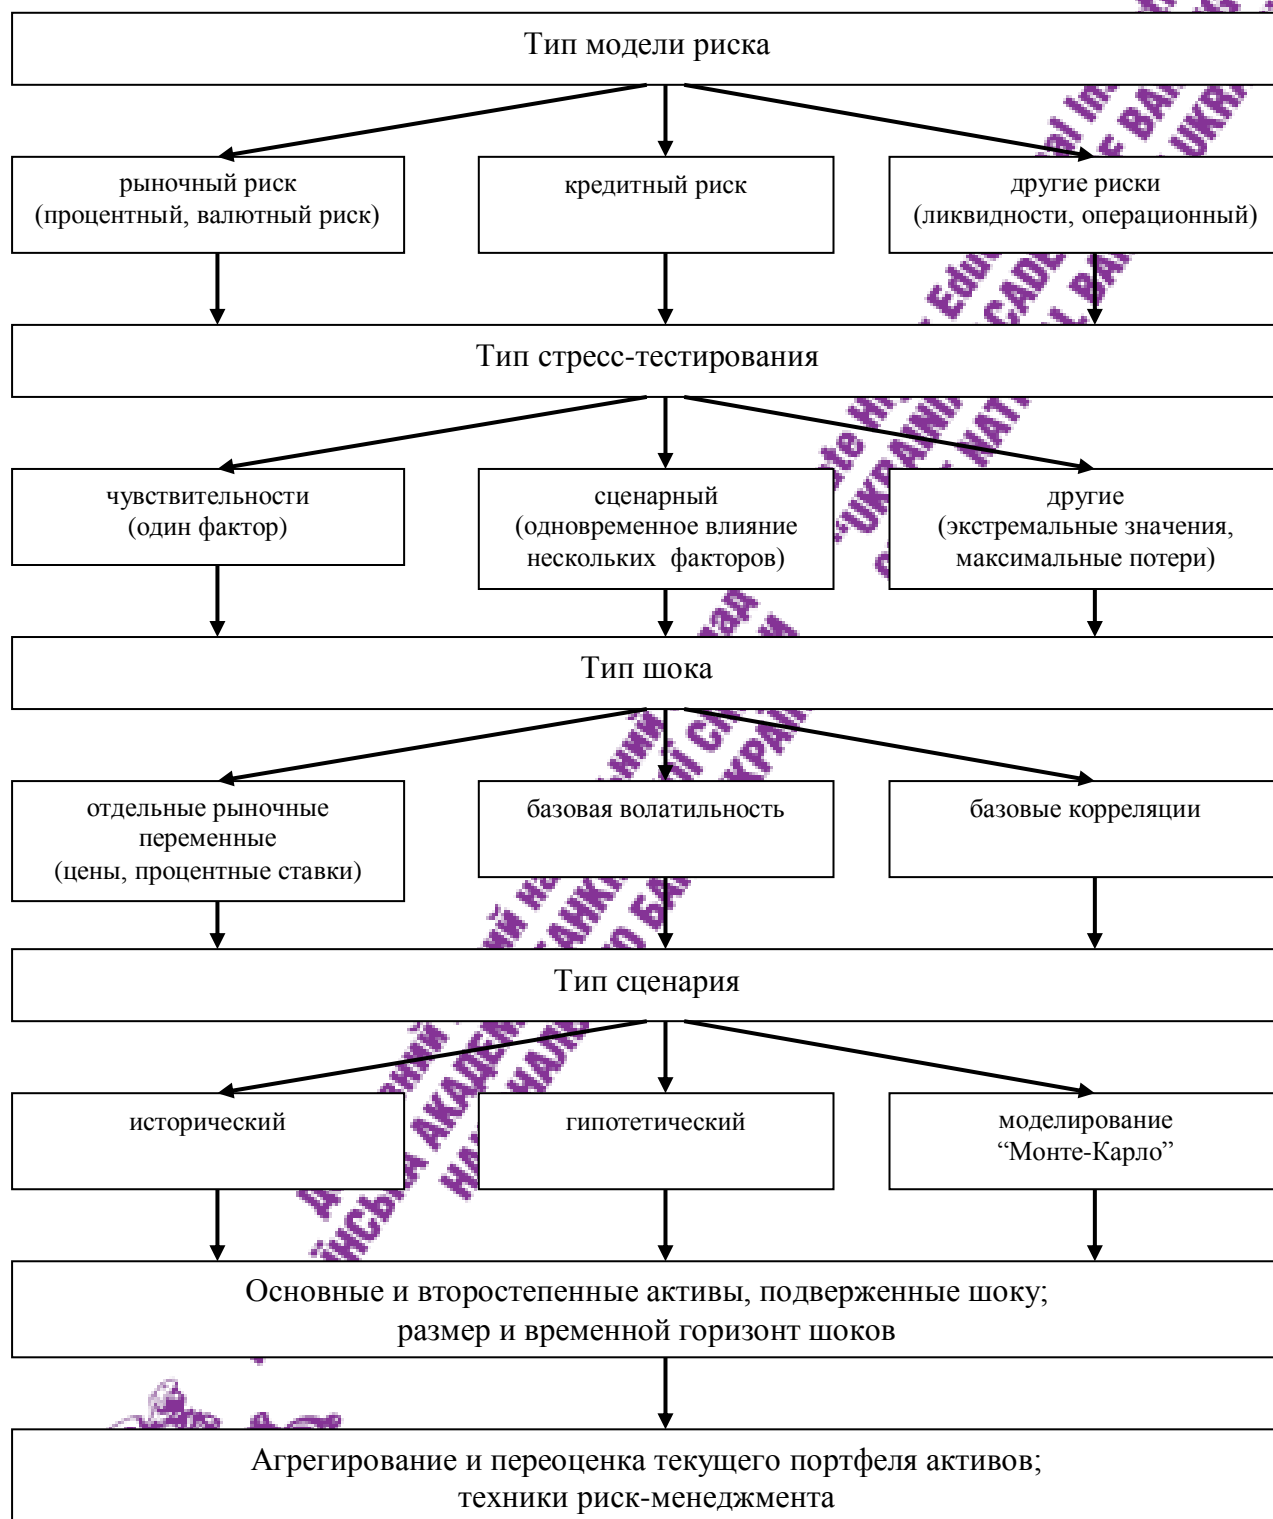 Тип модели риска
рыночный риск
(процентный, валютный риск)
кредитный риск
другие риски
(ликвидности, операционный)
Тип стресс-тестирования
чувствительности
(один фактор)
сценарный
(одновременное влияние
нескольких факторов)
другие
(экстремальные значения,
максимальные потери)
Тип шока
отдельные рыночные
переменные
(цены, процентные ставки)
базовая волатильность
базовые корреляции
Тип сценария
исторический
гипотетический
моделирование
“Монте-Карло”
Основные и второстепенные активы, подверженные шоку;
размер и временной горизонт шоков
Агрегирование и переоценка текущего портфеля активов;
техники риск-менеджмента